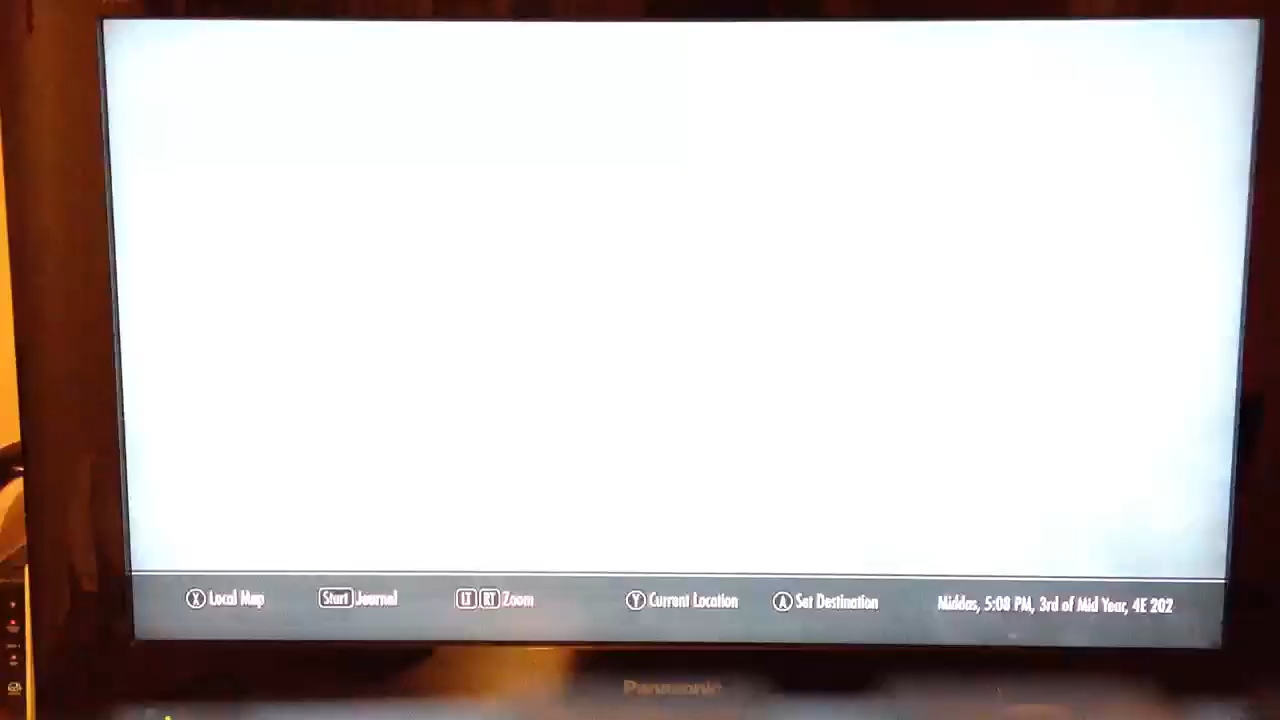 X Local Map Start Journal LT RT Zoom Y Current Location A Set Destination Middas, 5:08 PM, 3rd of Mid Year, 4E 202
Panasonic